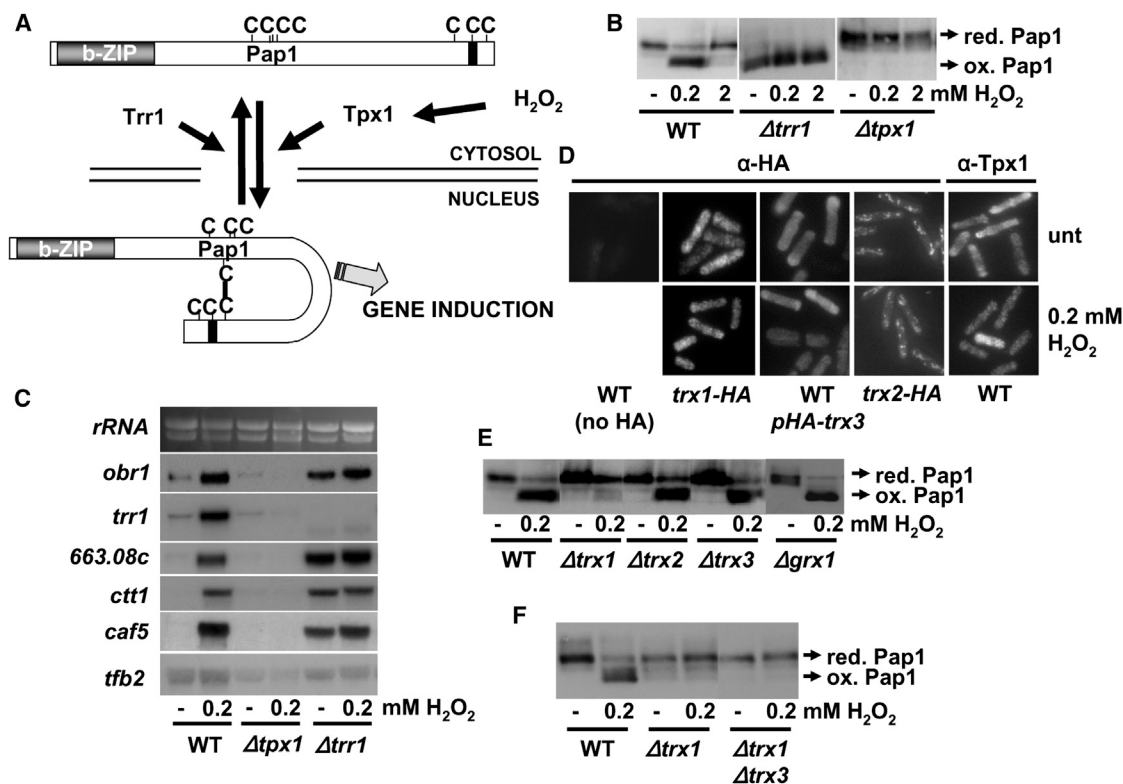 A
CCCC
C CC
b-ZIP
Pap1
Trr1
Tpx1
H2O2
CYTOSOL
NUCLEUS
C CC
b-ZIP
Pap1
C
CCC
GENE INDUCTION
B
red. Pap1
ox. Pap1
- 0.2 2 - 0.2 2 - 0.2 2 mM H2O2
WT Δtrr1 Δtpx1
D
α-HA α-Tpx1
unt
0.2 mM
H2O2
WT trx1-HA WT trx2-HA WT
(no HA) pHA-trx3
C
rRNA
obr1
trr1
663.08c
ctt1
caf5
tfb2
- 0.2 - 0.2 - 0.2 mM H2O2
WT Δtpx1 Δtrr1
E
red. Pap1
ox. Pap1
- 0.2 - 0.2 - 0.2 - 0.2 - 0.2 mM H2O2
WT Δtrx1 Δtrx2 Δtrx3 Δgrx1
F
red. Pap1
ox. Pap1
- 0.2 - 0.2 - 0.2 mM H2O2
WT Δtrx1 Δtrx1
Δtrx3